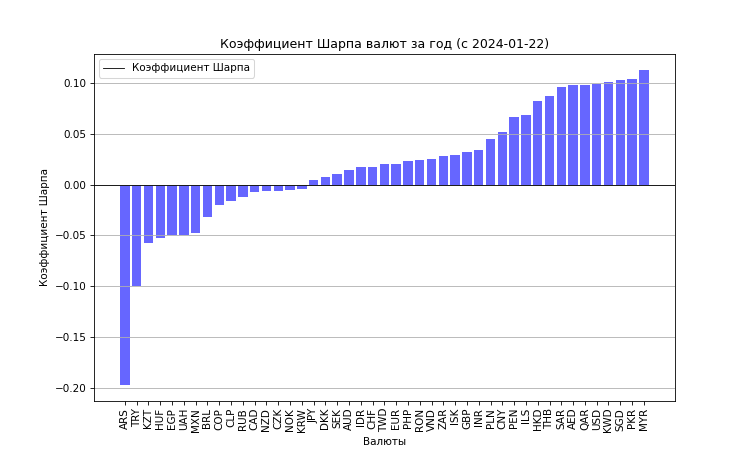 Коэффициент Шарпа валют за год (с 2024-01-22)
Коэффициент Шарпа
0.10
0.05
0.00
−0.05
−0.10
−0.15
−0.20
Коэффициент Шарпа
ARS TRY KZT HUF EGP UAH MXN BRL COP CLP RUB CAD NZD CZK NOK KRW JPY DKK SEK AUD IDR CHF TWD EUR PHP RON VND ZAR ISK GBP INR PLN CNY PEN ILS HKD THB SAR AED QAR USD KWD SGD PKR MYR
Валюты